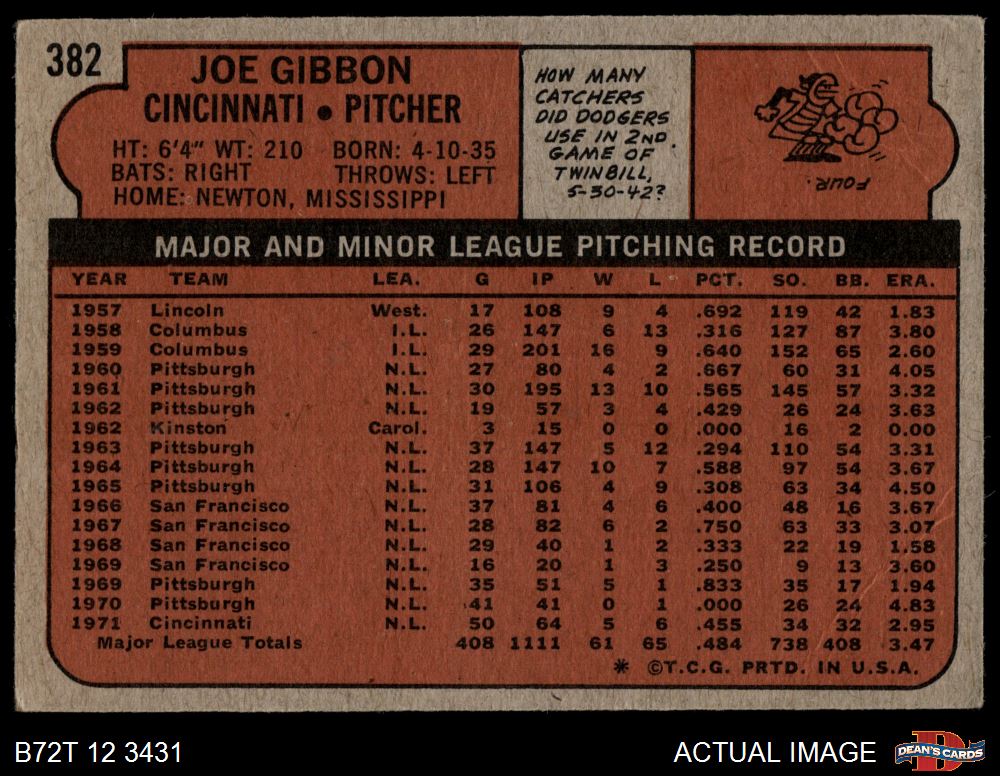 382
JOE GIBBON
CINCINNATI • PITCHER
HT: 6'4" WT: 210 BORN: 4-10-35
BATS: RIGHT THROWS: LEFT
HOME: NEWTON, MISSISSIPPI
HOW MANY
CATCHERS
DID DODGERS
USE IN 2ND
GAME OF
TWINBILL,
5-30-42?
FOUR.
MAJOR AND MINOR LEAGUE PITCHING RECORD
YEAR TEAM LEA. G IP W L PCT. SO. BB. ERA.
1957 Lincoln West. 17 108 9 4 .692 119 42 1.83
1958 Columbus I.L. 26 147 6 13 .316 127 87 3.80
1959 Columbus I.L. 29 201 16 9 .640 152 65 2.60
1960 Pittsburgh N.L. 27 80 4 2 .667 60 31 4.05
1961 Pittsburgh N.L. 30 195 13 10 .565 145 57 3.32
1962 Pittsburgh N.L. 19 57 3 4 .429 26 24 3.63
1962 Kinston Carol. 3 15 0 0 .000 16 2 0.00
1963 Pittsburgh N.L. 37 147 5 12 .294 110 54 3.31
1964 Pittsburgh N.L. 28 147 10 7 .588 97 54 3.67
1965 Pittsburgh N.L. 31 106 4 9 .308 63 34 4.50
1966 San Francisco N.L. 37 81 4 6 .400 48 16 3.67
1967 San Francisco N.L. 28 82 6 2 .750 63 33 3.07
1968 San Francisco N.L. 29 40 1 2 .333 22 19 1.58
1969 San Francisco N.L. 16 20 1 3 .250 9 13 3.60
1969 Pittsburgh N.L. 35 51 5 1 .833 35 17 1.94
1970 Pittsburgh N.L. 41 41 0 1 .000 26 24 4.83
1971 Cincinnati N.L. 50 64 5 6 .455 34 32 2.95
Major League Totals 408 1111 61 65 .484 738 408 3.47
* ©T.C.G. PRTD. IN U.S.A.
B72T 12 3431
ACTUAL IMAGE
DEAN'S CARDS